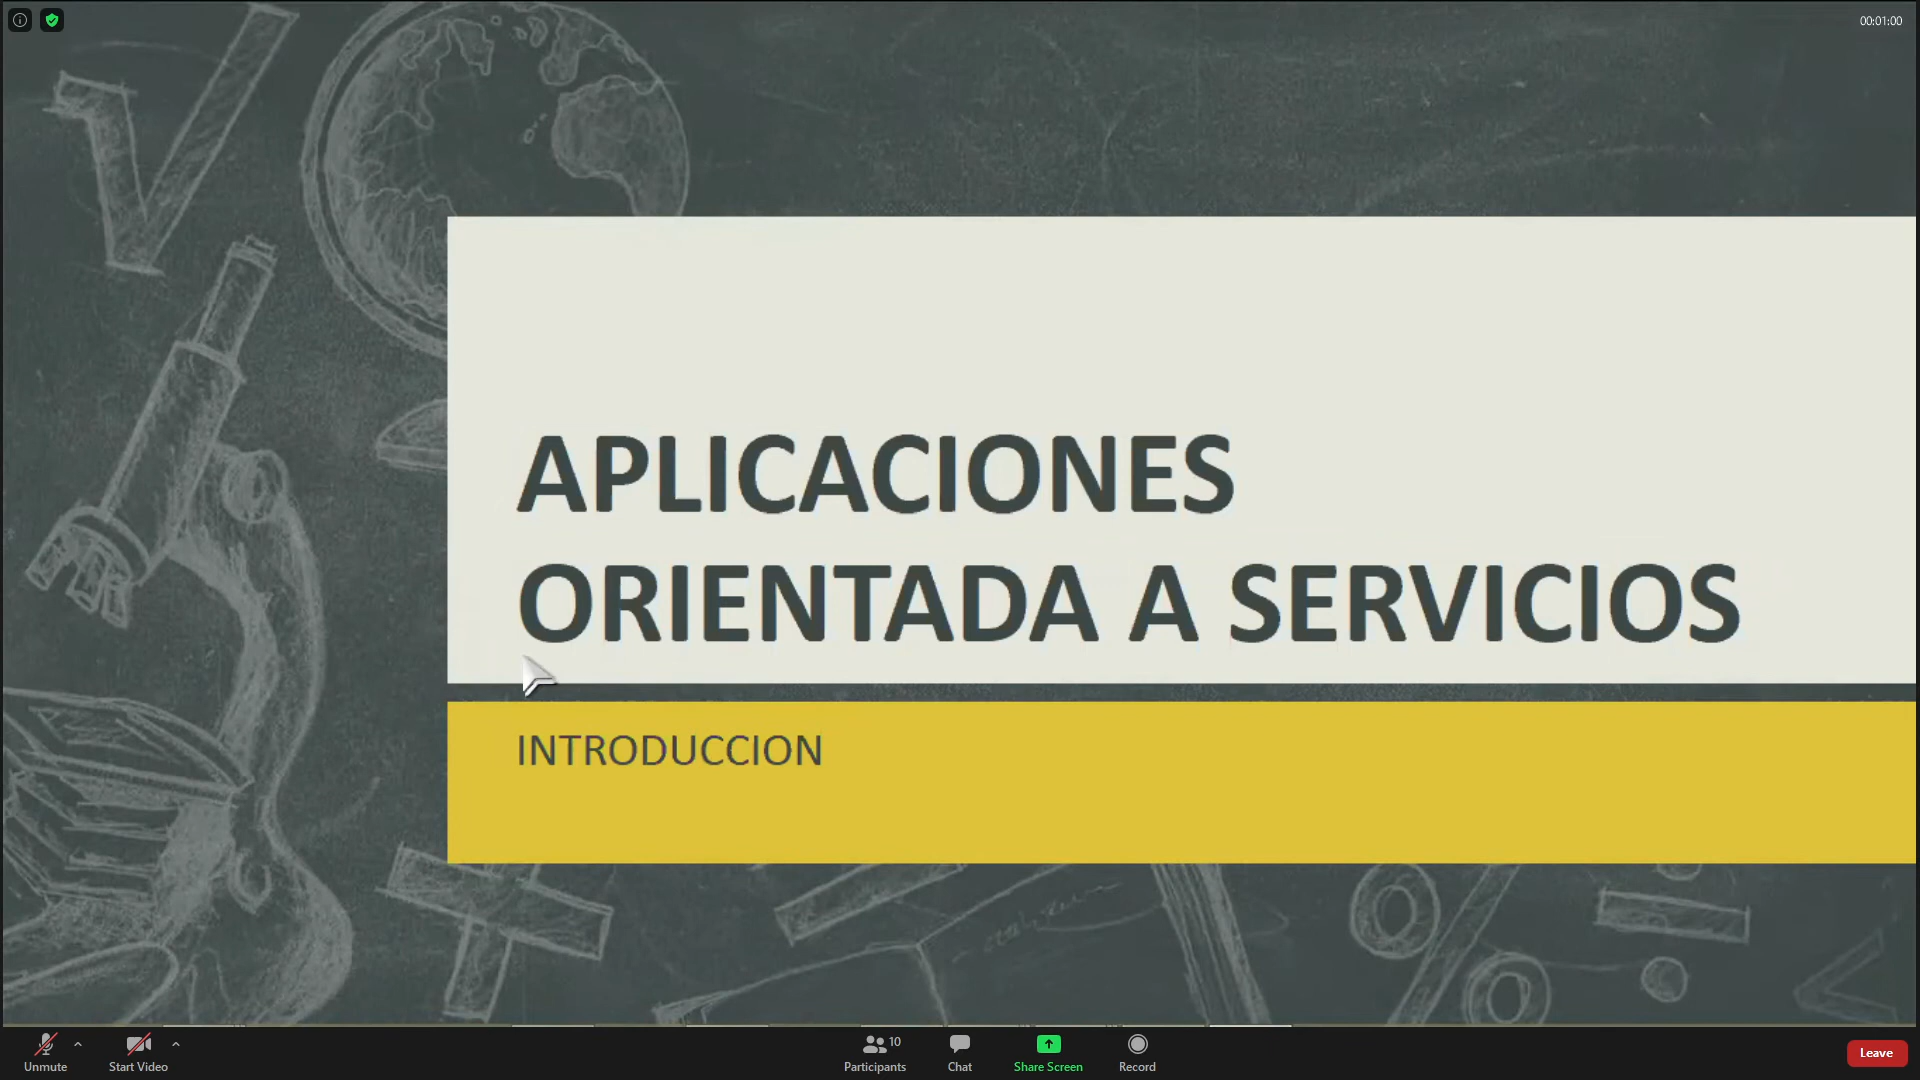 00:01:00
APLICACIONES
ORIENTADA A SERVICIOS
INTRODUCCION
Unmute
Start Video
10
Participants
Chat
Share Screen
Record
Leave